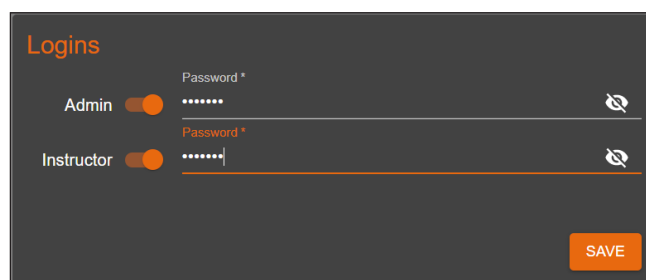 Logins
Password *
Admin •••••••
Password *
Instructor •••••••
SAVE